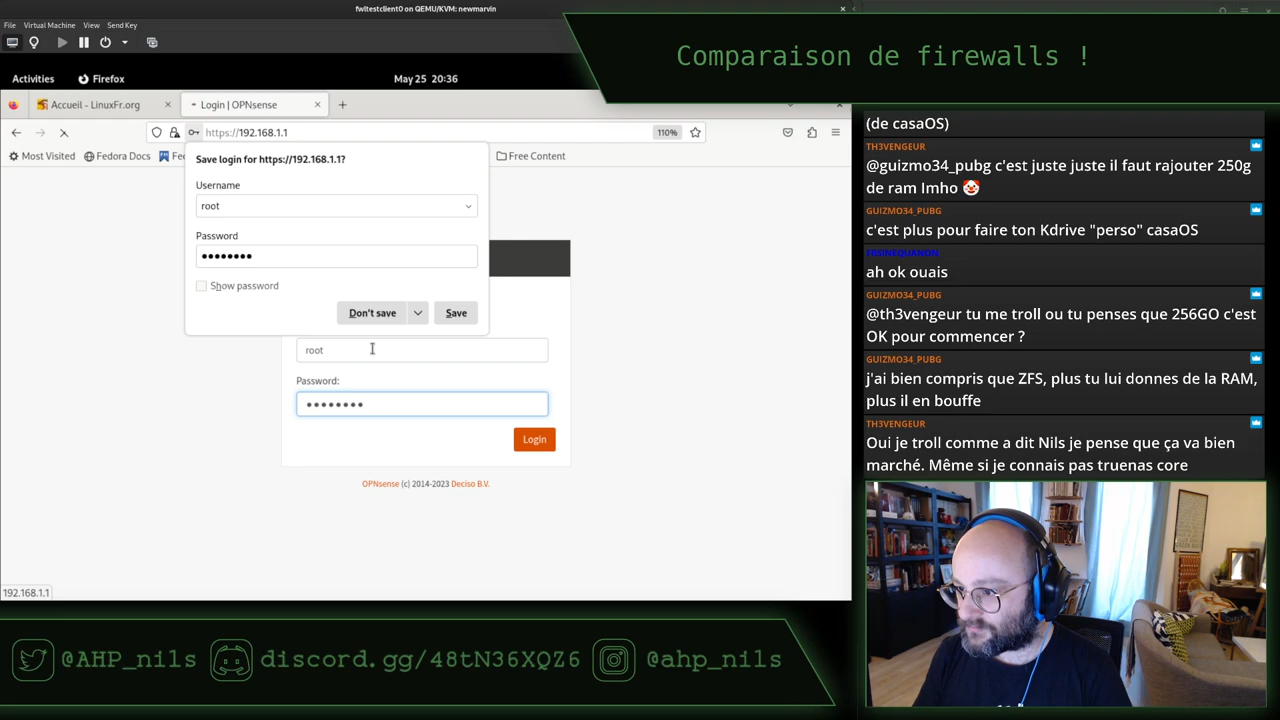 fwltestclient0 on QEMU/KVM: newmarvin
File Virtual Machine View Send Key
Activities Firefox May 25 20:36
Accueil - LinuxFr.org
Login | OPNsense
https://192.168.1.1
110%
Most Visited Fedora Docs Free Content
Save login for https://192.168.1.1?
Username
root
Password
••••••••
Show password
Don't save Save
root
Password:
••••••••
Login
OPNsense (c) 2014-2023 Deciso B.V.
192.168.1.1
Comparaison de firewalls !
(de casaOS)
TH3VENGEUR
@guizmo34_pubg c'est juste juste il faut rajouter 250g
de ram Imho 🤡
GUIZMO34_PUBG
c'est plus pour faire ton Kdrive "perso" casaOS
ah ok ouais
GUIZMO34_PUBG
@th3vengeur tu me troll ou tu penses que 256GO c'est
OK pour commencer ?
GUIZMO34_PUBG
j'ai bien compris que ZFS, plus tu lui donnes de la RAM,
plus il en bouffe
TH3VENGEUR
Oui je troll comme a dit Nils je pense que ça va bien
marché. Même si je connais pas truenas core
@AHP_nils discord.gg/48tN36XQZ6 @ahp_nils